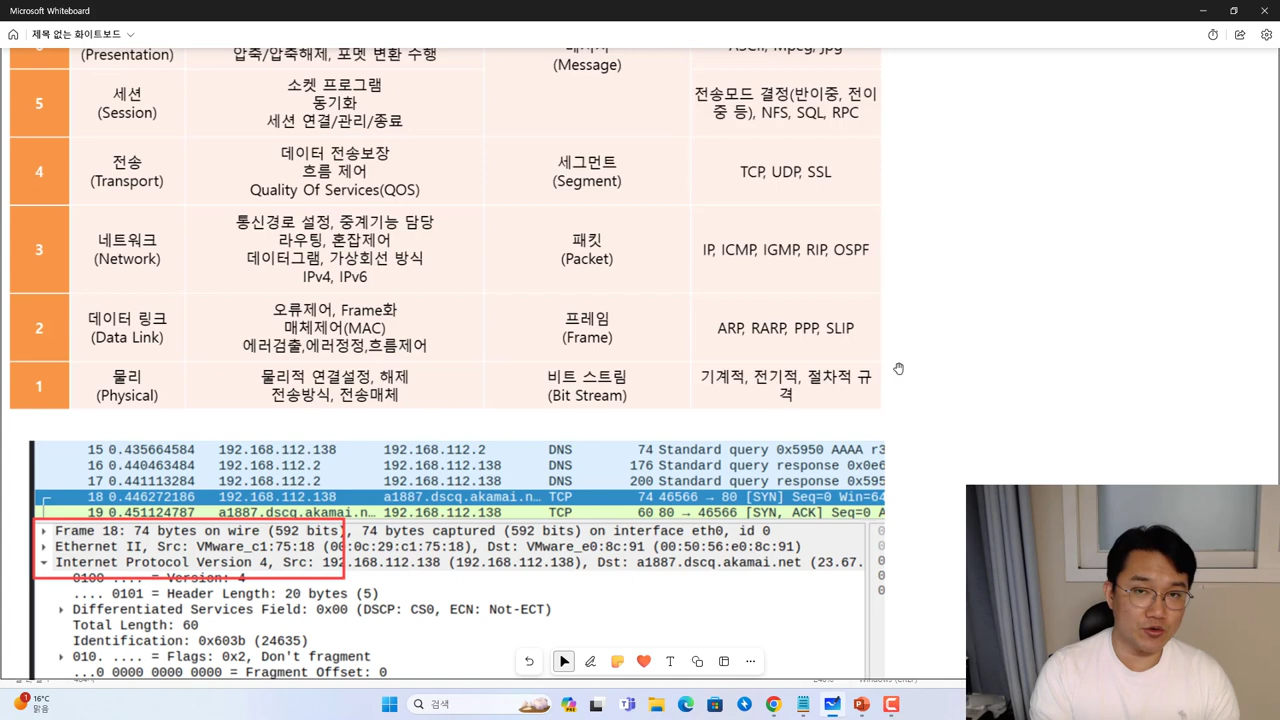 Microsoft Whiteboard
제목 없는 화이트보드
(Presentation)
압축/압축해제, 포멧 변환 수행
(Message)
5
세션
(Session)
소켓 프로그램
동기화
세션 연결/관리/종료
전송모드 결정(반이중, 전이
중 등), NFS, SQL, RPC
4
전송
(Transport)
데이터 전송보장
흐름 제어
Quality Of Services(QOS)
세그먼트
(Segment)
TCP, UDP, SSL
3
네트워크
(Network)
통신경로 설정, 중계기능 담당
라우팅, 혼잡제어
데이터그램, 가상회선 방식
IPv4, IPv6
패킷
(Packet)
IP, ICMP, IGMP, RIP, OSPF
2
데이터 링크
(Data Link)
오류제어, Frame화
매체제어(MAC)
에러검출,에러정정,흐름제어
프레임
(Frame)
ARP, RARP, PPP, SLIP
1
물리
(Physical)
물리적 연결설정, 해제
전송방식, 전송매체
비트 스트림
(Bit Stream)
기계적, 전기적, 절차적 규
격
15 0.435664584 192.168.112.138 192.168.112.2 DNS 74 Standard query 0x5950 AAAA r3
16 0.440463484 192.168.112.2 192.168.112.138 DNS 176 Standard query response 0x0e6
17 0.441113284 192.168.112.2 192.168.112.138 DNS 200 Standard query response 0x595
18 0.446272186 192.168.112.138 a1887.dscq.akamai.n… TCP 74 46566 → 80 [SYN] Seq=0 Win=64
19 0.451124787 a1887.dscq.akamai.n… 192.168.112.138 TCP 60 80 → 46566 [SYN, ACK] Seq=0 A
Frame 18: 74 bytes on wire (592 bits), 74 bytes captured (592 bits) on interface eth0, id 0
Ethernet II, Src: VMware_c1:75:18 (00:0c:29:c1:75:18), Dst: VMware_e0:8c:91 (00:50:56:e0:8c:91)
Internet Protocol Version 4, Src: 192.168.112.138 (192.168.112.138), Dst: a1887.dscq.akamai.net (23.67.
0100 .... = Version: 4
.... 0101 = Header Length: 20 bytes (5)
Differentiated Services Field: 0x00 (DSCP: CS0, ECN: Not-ECT)
Total Length: 60
Identification: 0x603b (24635)
010. .... = Flags: 0x2, Don't fragment
...0 0000 0000 0000 = Fragment Offset: 0
16°C
맑음
검색